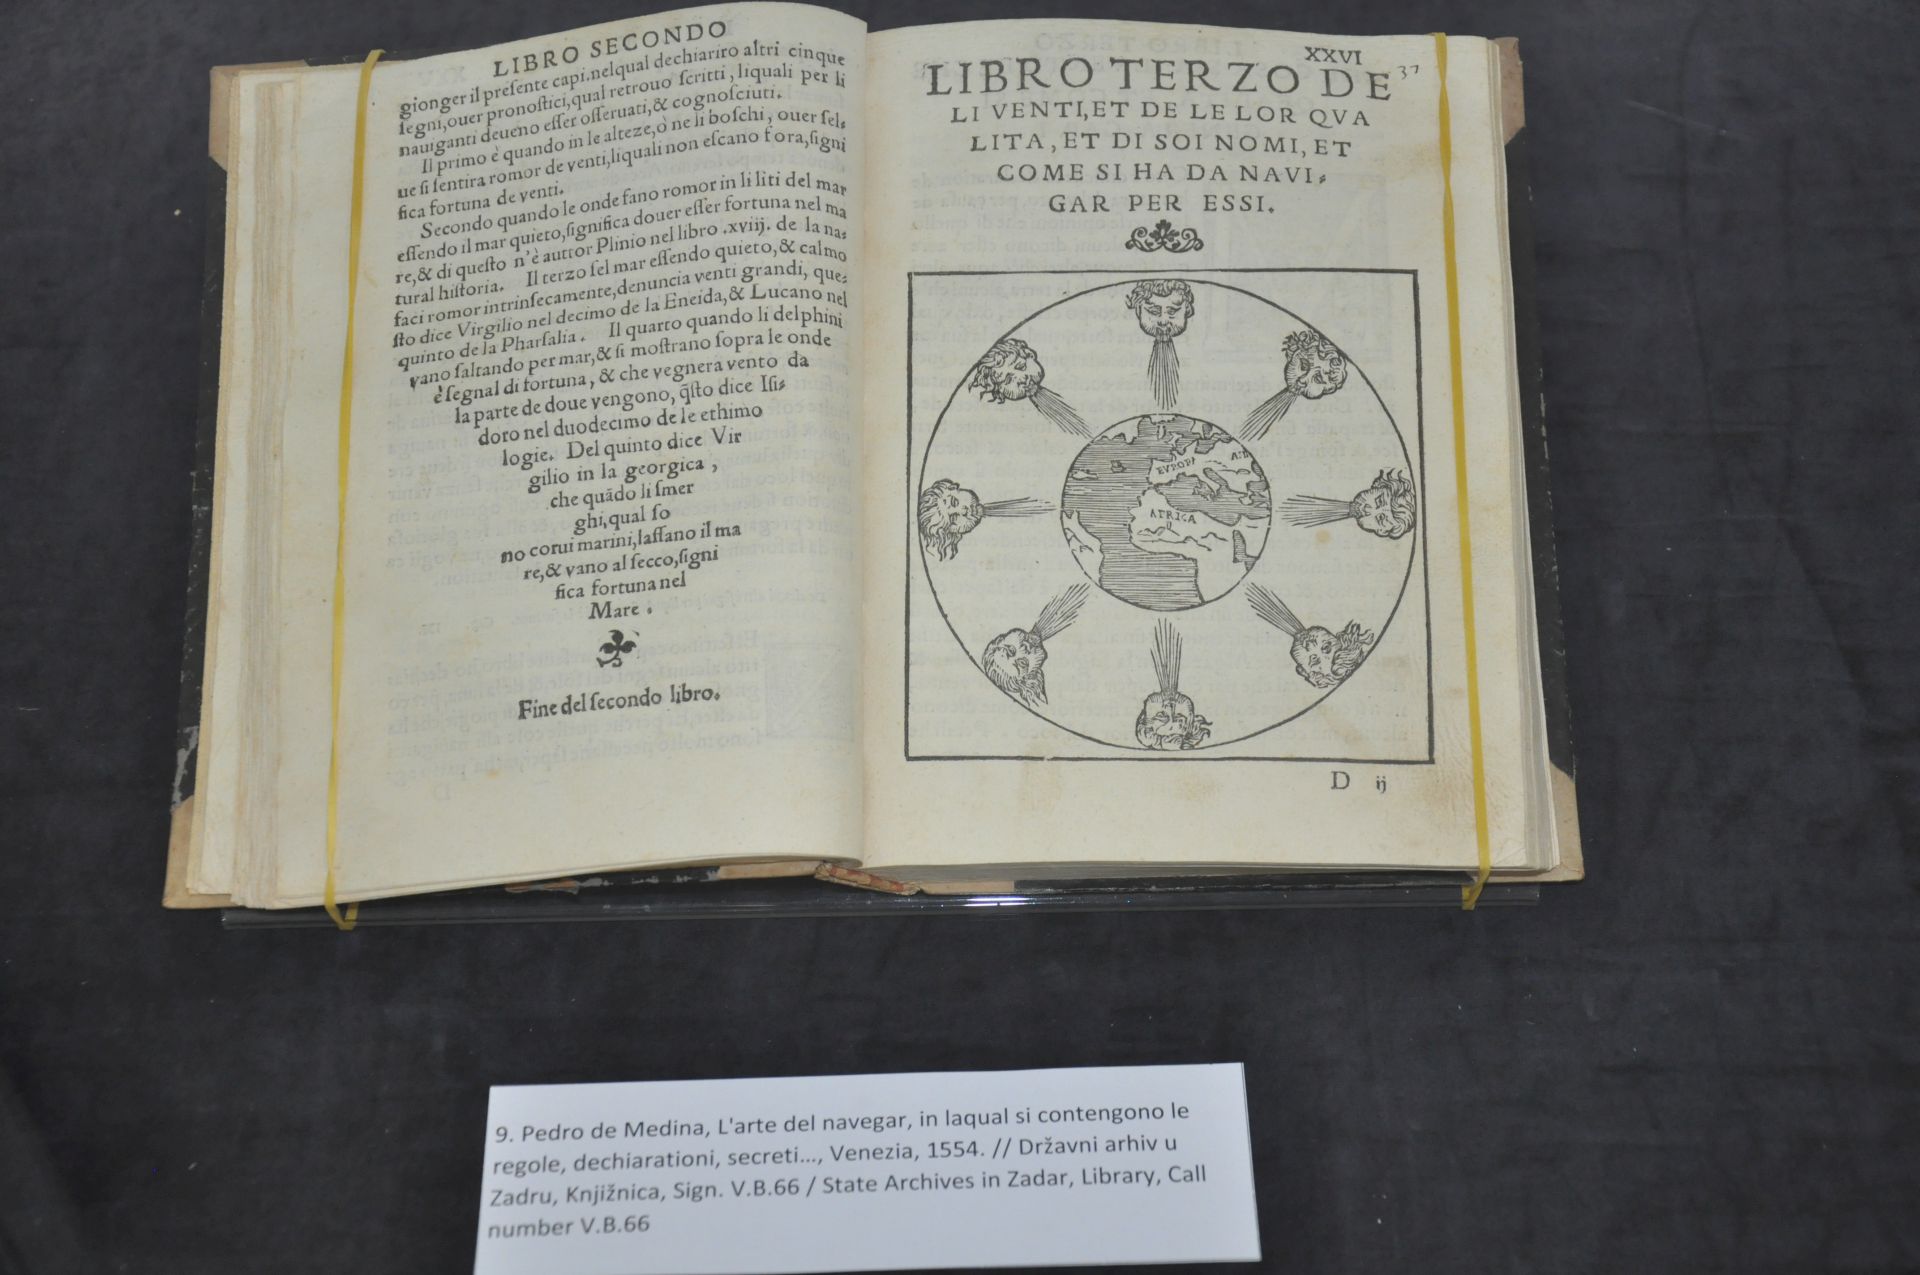 LIBRO SECONDO
gionger il preſente capi.nelqual dechiariro altri cinque
ſegni,ouer pronoſtici,qual retrouo ſcritti, liquali per li
nauiganti deueno eſſer oſſeruati,& cognoſciuti.
Il primo è quando in le alteze,o ne li boſchi, ouer ſel-
ue ſi ſentira romor de venti,liquali non eſcano fora,ſigni
fica fortuna de venti.
Secondo quando le onde fano romor in li liti del mar
eſſendo il mar quieto,ſignifica douer eſſer fortuna nel ma
re,& di queſto n'è auttor Plinio nel libro .xviij. de la na-
tural hiſtoria. Il terzo ſel mar eſſendo quieto,& calmo
faci romor intrinſecamente,denuncia venti grandi, que-
ſto dice Virgilio nel decimo de la Eneida,& Lucano nel
quinto de la Pharſalia. Il quarto quando li delphini
vano ſaltando per mar,& ſi moſtrano ſopra le onde
è ſegnal di fortuna, & che vegnera vento da
la parte de doue vengono, q̃ſto dice Iſi-
doro nel duodecimo de le ethimo
logie. Del quinto dice Vir
gilio in la georgica,
che quãdo li ſmer
ghi,qual ſo
no corui marini,laſſano il ma
re,& vano al ſecco,ſigni
fica fortuna nel
Mare.
Fine del ſecondo libro.
XXVI
37
LIBRO TERZO DE
LI VENTI,ET DE LE LOR QVA
LITA, ET DI SOI NOMI, ET
COME SI HA DA NAVI-
GAR PER ESSI.
EVROPA
AFRICA
D ij
9. Pedro de Medina, L'arte del navegar, in laqual si contengono le
regole, dechiarationi, secreti..., Venezia, 1554. // Državni arhiv u
Zadru, Knjižnica, Sign. V.B.66 / State Archives in Zadar, Library, Call
number V.B.66